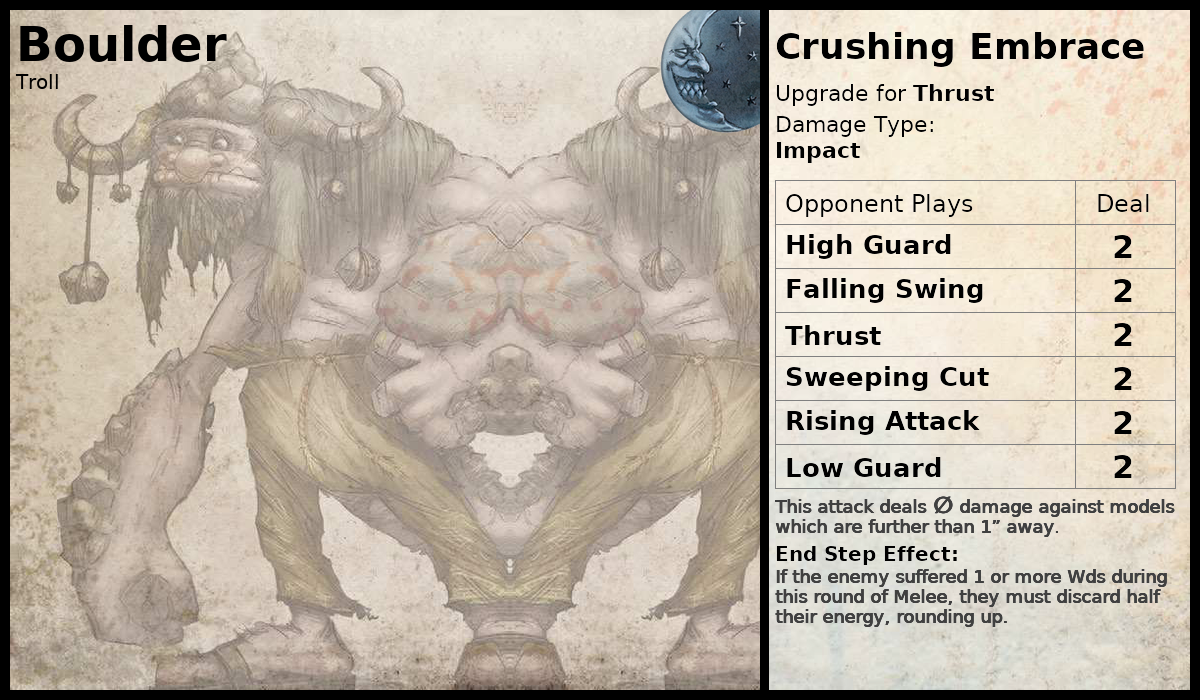 Boulder
Troll
Crushing Embrace
Upgrade for Thrust
Damage Type:
Impact
Opponent Plays Deal
High Guard 2
Falling Swing 2
Thrust 2
Sweeping Cut 2
Rising Attack 2
Low Guard 2
This attack deals Ø damage against models
which are further than 1” away.
End Step Effect:
If the enemy suffered 1 or more Wds during
this round of Melee, they must discard half
their energy, rounding up.